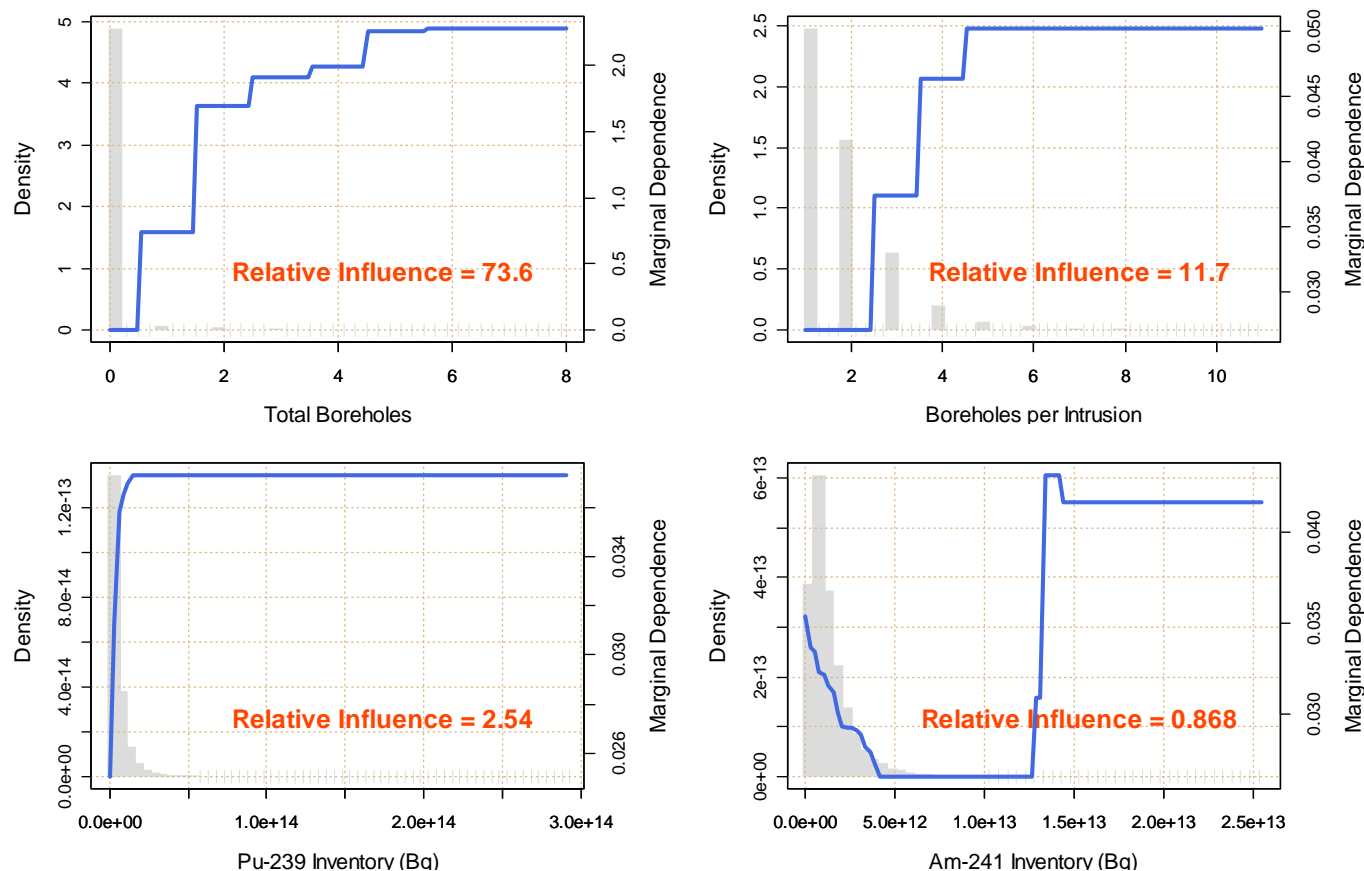 5
4
3
2
1
0
Density
2.0
1.5
1.0
0.5
0.0
Marginal Dependence
Relative Influence = 73.6
0 2 4 6 8
Total Boreholes
2.5
2.0
1.5
1.0
0.5
0.0
Density
0.050
0.045
0.040
0.035
0.030
Marginal Dependence
Relative Influence = 11.7
2 4 6 8 10
Boreholes per Intrusion
1.2e-13
8.0e-14
4.0e-14
0.0e+00
Density
0.034
0.030
0.026
Marginal Dependence
Relative Influence = 2.54
0.0e+00 1.0e+14 2.0e+14 3.0e+14
Pu-239 Inventory (Bq)
6e-13
4e-13
2e-13
0e+00
Density
0.040
0.035
0.030
Marginal Dependence
Relative Influence = 0.868
0.0e+00 5.0e+12 1.0e+13 1.5e+13 2.0e+13 2.5e+13
Am-241 Inventory (Bq)